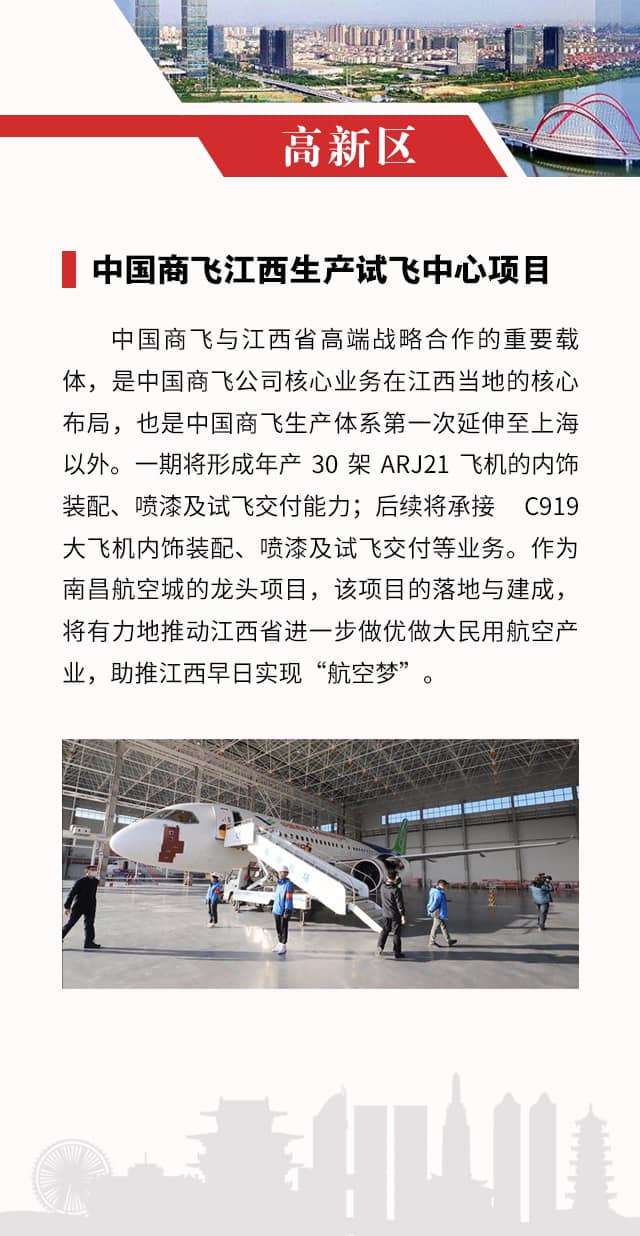 高新区
中国商飞江西生产试飞中心项目
中国商飞与江西省高端战略合作的重要载
体，是中国商飞公司核心业务在江西当地的核心
布局，也是中国商飞生产体系第一次延伸至上海
以外。一期将形成年产 30 架 ARJ21 飞机的内饰
装配、喷漆及试飞交付能力；后续将承接 C919
大飞机内饰装配、喷漆及试飞交付等业务。作为
南昌航空城的龙头项目，该项目的落地与建成，
将有力地推动江西省进一步做优做大民用航空产
业，助推江西早日实现“航空梦”。